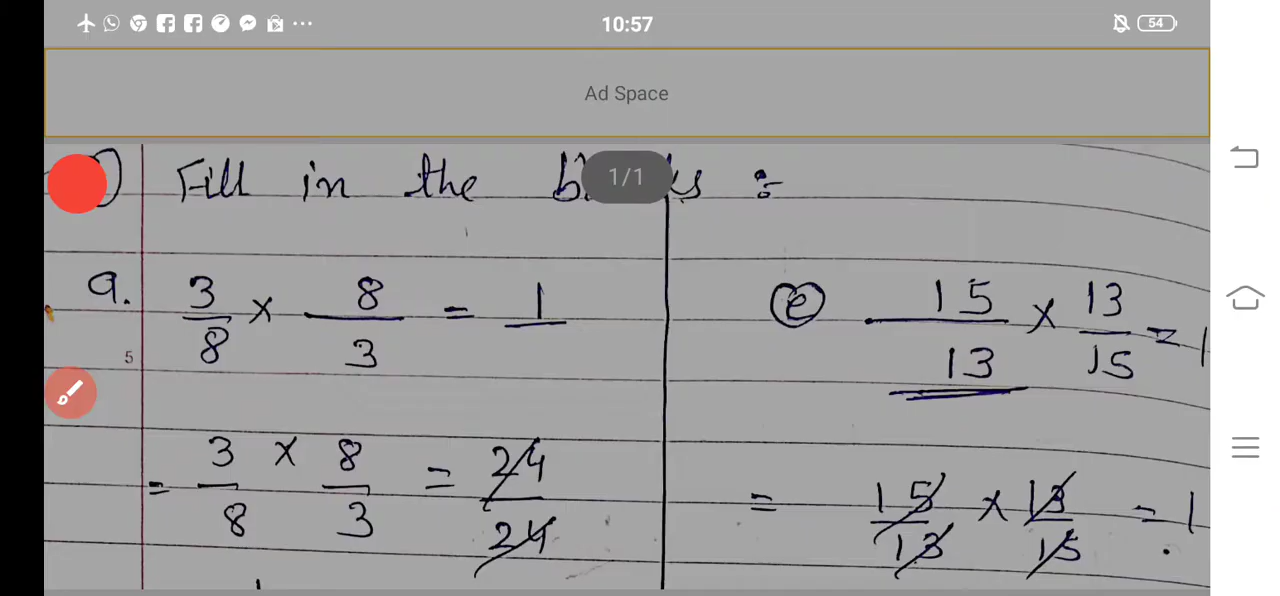 10:57
54
Ad Space
1/1
Fill in the
a. 3/8 × 8/3 = 1
5
= 3/8 × 8/3 = 24/24
e 15/13 × 13/15 = 1
= 15/13 × 13/15 = 1